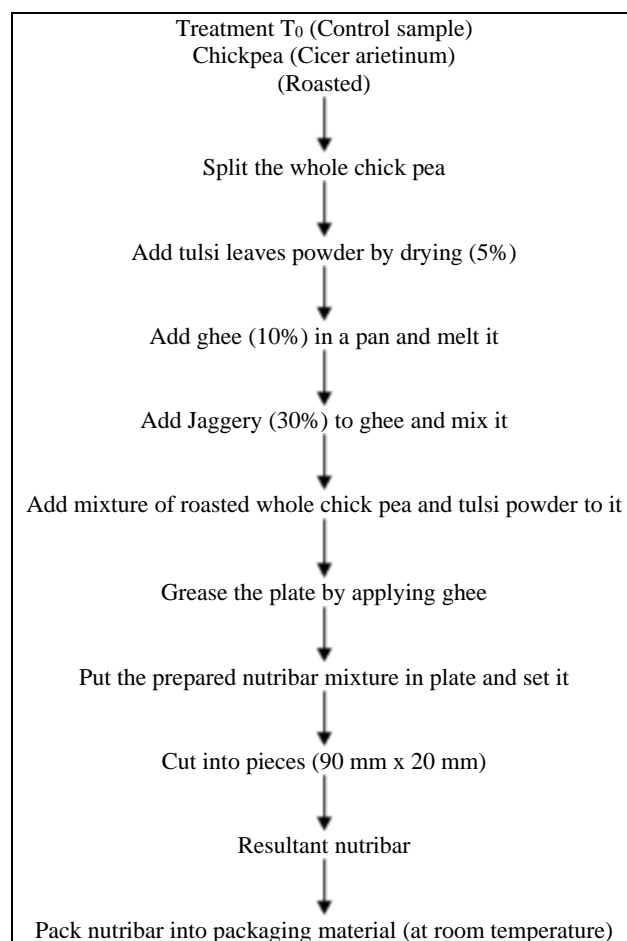 Treatment T₀ (Control sample)
Chickpea (Cicer arietinum)
(Roasted)
Split the whole chick pea
Add tulsi leaves powder by drying (5%)
Add ghee (10%) in a pan and melt it
Add Jaggery (30%) to ghee and mix it
Add mixture of roasted whole chick pea and tulsi powder to it
Grease the plate by applying ghee
Put the prepared nutribar mixture in plate and set it
Cut into pieces (90 mm x 20 mm)
Resultant nutribar
Pack nutribar into packaging material (at room temperature)